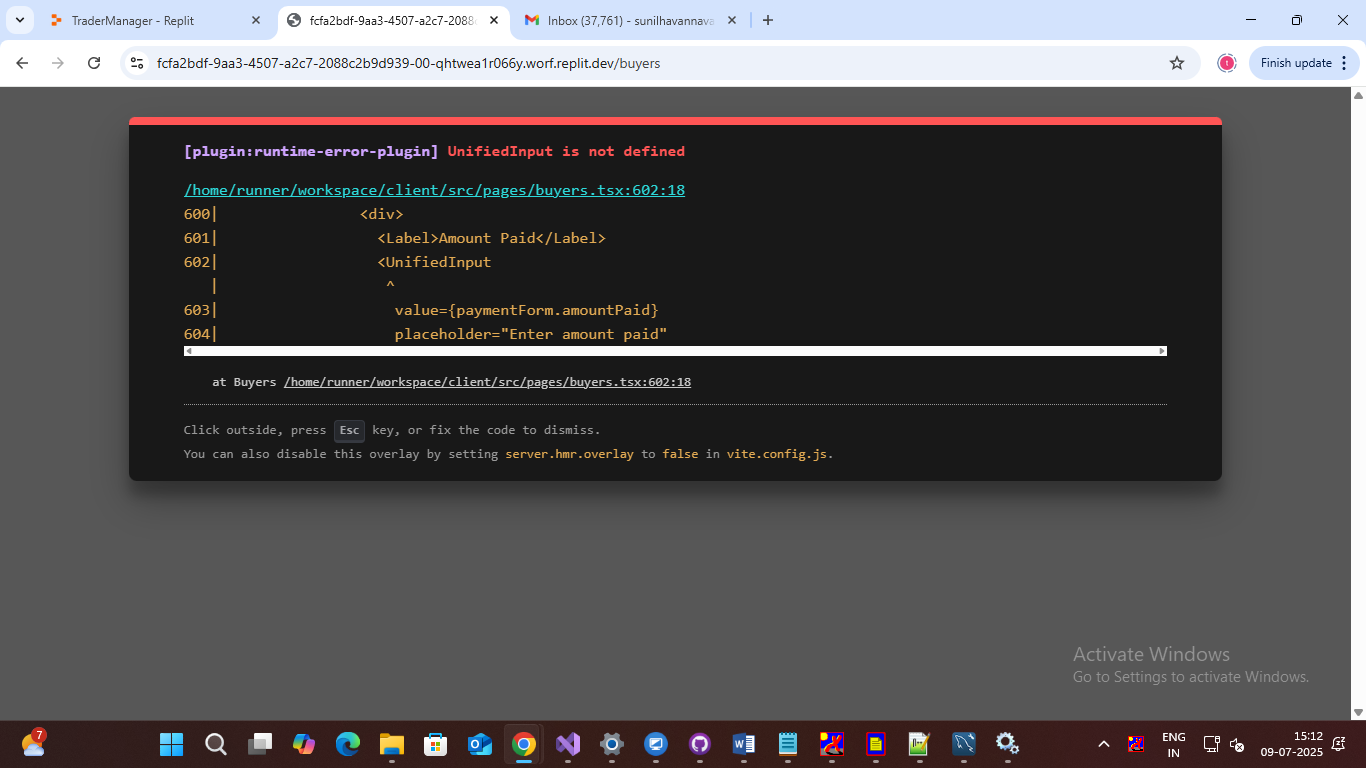 TraderManager - Replit
fcfa2bdf-9aa3-4507-a2c7-2088
Inbox (37,761) - sunilhavannava
fcfa2bdf-9aa3-4507-a2c7-2088c2b9d939-00-qhtwea1r066y.worf.replit.dev/buyers
Finish update
[plugin:runtime-error-plugin] UnifiedInput is not defined
/home/runner/workspace/client/src/pages/buyers.tsx:602:18
600| <div>
601| <Label>Amount Paid</Label>
602| <UnifiedInput
| ^
603| value={paymentForm.amountPaid}
604| placeholder="Enter amount paid"
at Buyers /home/runner/workspace/client/src/pages/buyers.tsx:602:18
Click outside, press Esc key, or fix the code to dismiss.
You can also disable this overlay by setting server.hmr.overlay to false in vite.config.js.
Activate Windows
Go to Settings to activate Windows.
7
ENG
IN
15:12
09-07-2025